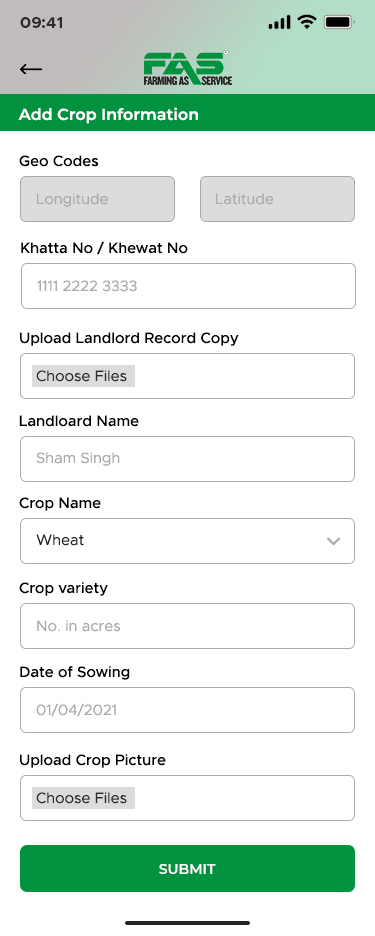 09:41
FAS
FARMING AS SERVICE
Add Crop Information
Geo Codes
Longitude Latitude
Khatta No / Khewat No
1111 2222 3333
Upload Landlord Record Copy
Choose Files
Landloard Name
Sham Singh
Crop Name
Wheat
Crop variety
No. in acres
Date of Sowing
01/04/2021
Upload Crop Picture
Choose Files
SUBMIT